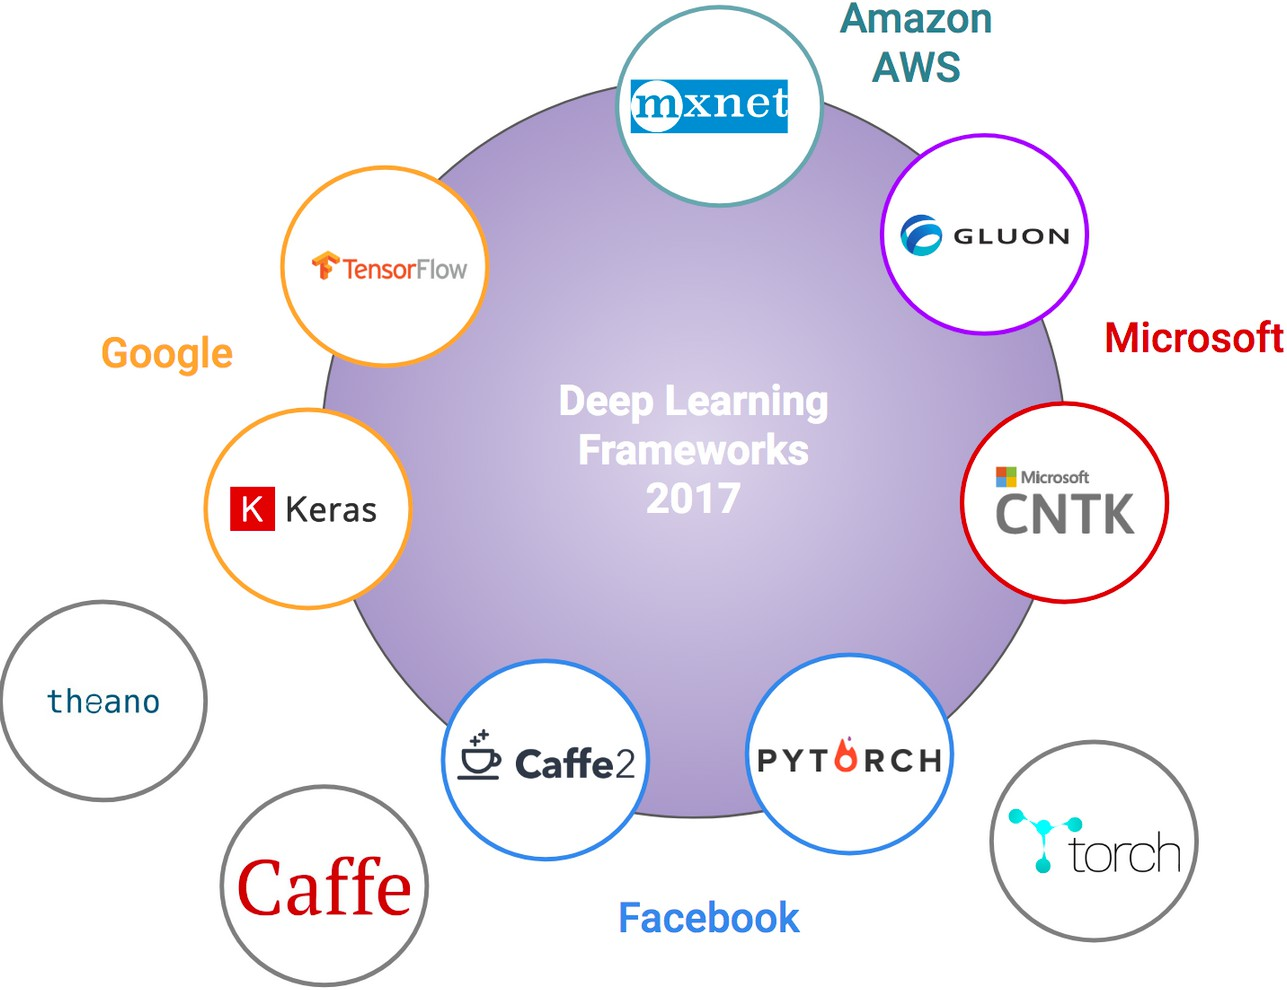 Amazon
AWS
mxnet
GLUON
TensorFlow
Google
Microsoft
Deep Learning
Frameworks
2017
Microsoft
CNTK
K Keras
theano
Caffe2
PYTORCH
torch
Caffe
Facebook